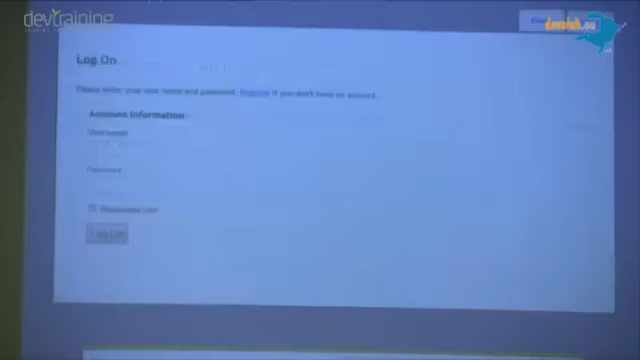 devtraining
devclub.eu
Log On
Please enter your user name and password. Register if you don't have an account.
Account Information
Username
Password
Remember me?
Log On